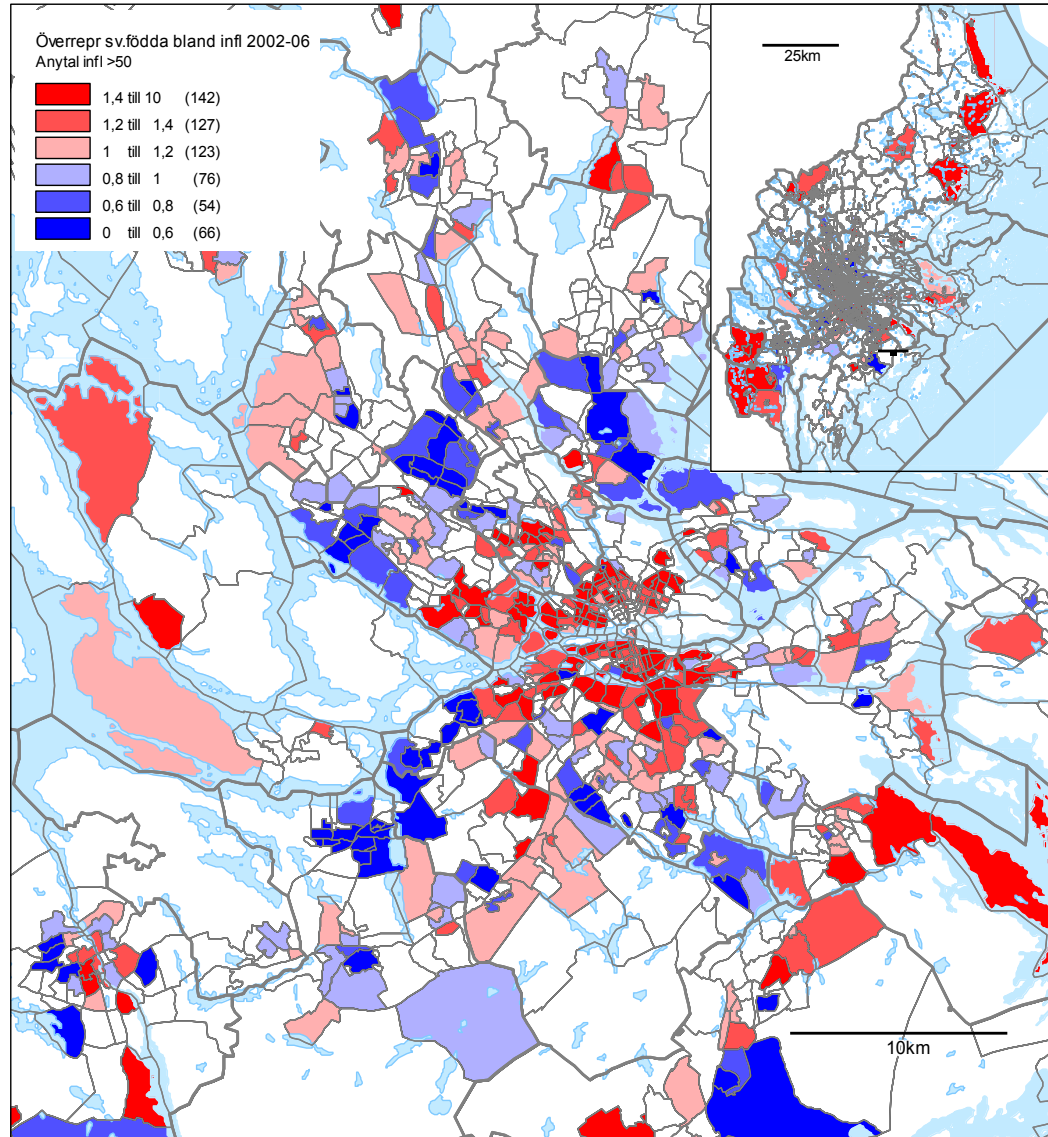 Överrepr sv.födda bland infl 2002-06
Anytal infl >50
1,4 till 10 (142)
1,2 till 1,4 (127)
1 till 1,2 (123)
0,8 till 1 (76)
0,6 till 0,8 (54)
0 till 0,6 (66)
25km
10km